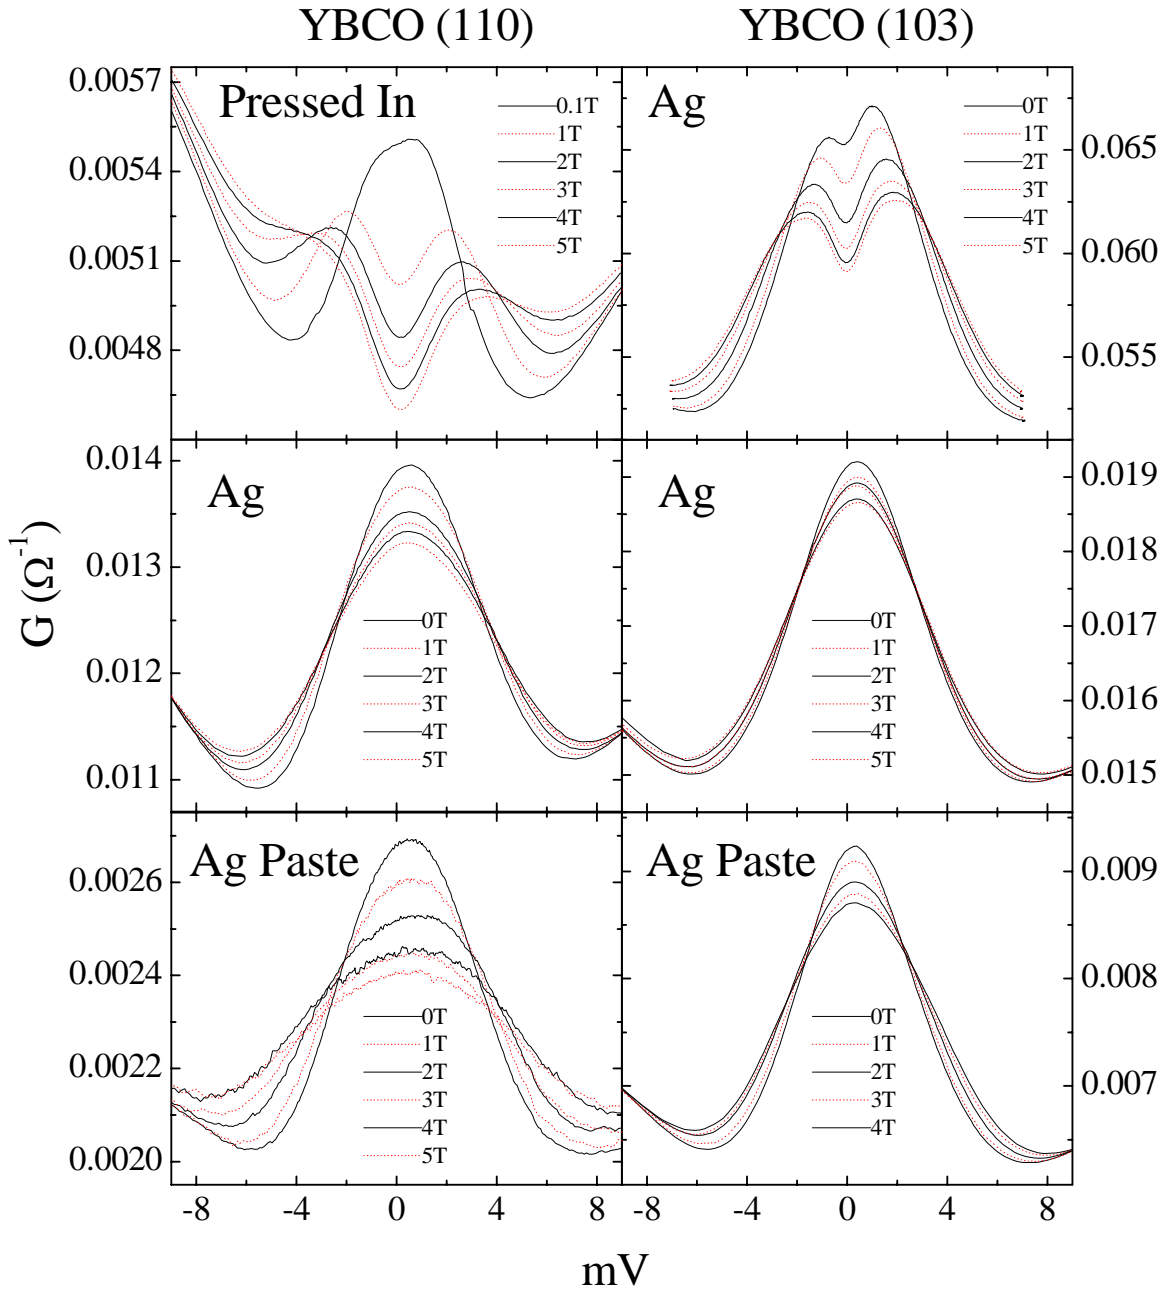 YBCO (110)
YBCO (103)
Pressed In
0.1T
1T
2T
3T
4T
5T
0.0057
0.0054
0.0051
0.0048
Ag
0T
1T
2T
3T
4T
5T
0.065
0.060
0.055
Ag
0T
1T
2T
3T
4T
5T
0.014
0.013
0.012
0.011
0T
1T
2T
3T
4T
5T
0.019
0.018
0.017
0.016
0.015
G (Ω⁻¹)
Ag Paste
0T
1T
2T
3T
4T
5T
0.0026
0.0024
0.0022
0.0020
-8 -4 0 4 8
Ag Paste
0T
1T
2T
3T
4T
0.009
0.008
0.007
-8 -4 0 4 8
mV